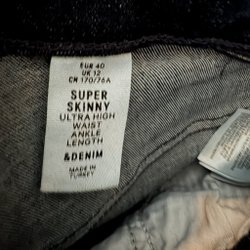 EUR 40
UK 12
CN 170/76A
SUPER
SKINNY
ULTRA HIGH
WAIST
ANKLE
LENGTH
&DENIM
MADE IN
TURKEY